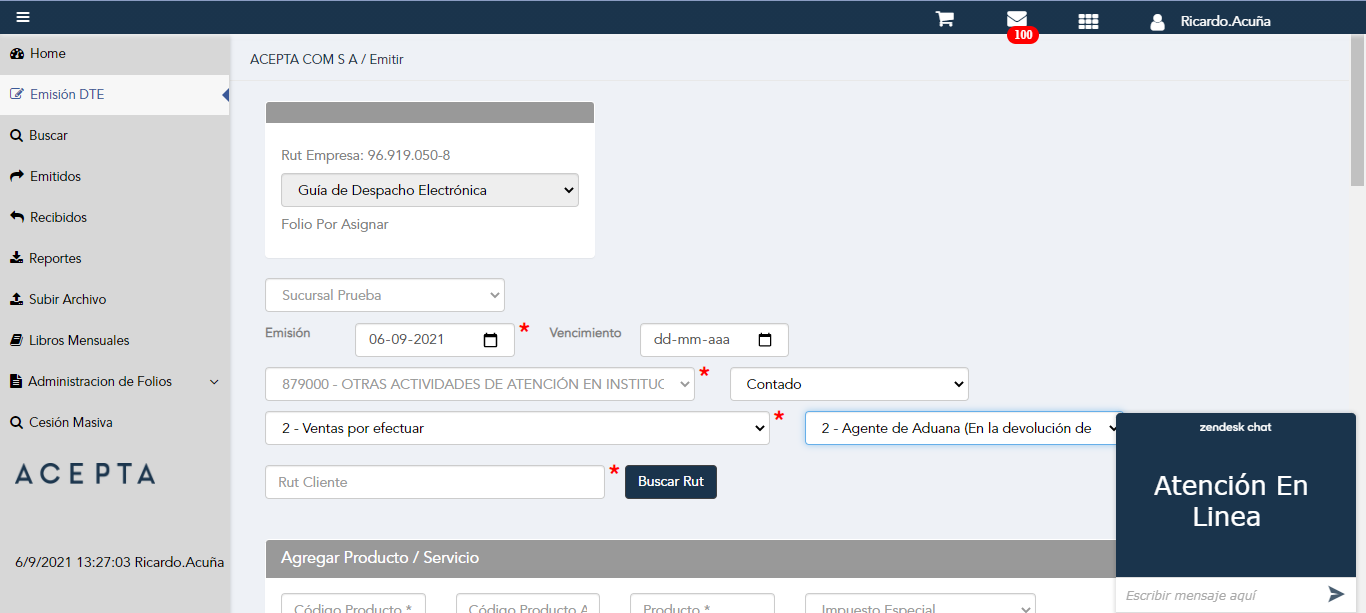 100
Ricardo.Acuña
Home
Emisión DTE
Buscar
Emitidos
Recibidos
Reportes
Subir Archivo
Libros Mensuales
Administracion de Folios
Cesión Masiva
ACEPTA
6/9/2021 13:27:03 Ricardo.Acuña
ACEPTA COM S A / Emitir
Rut Empresa: 96.919.050-8
Guía de Despacho Electrónica
Folio Por Asignar
Sucursal Prueba
Emisión 06-09-2021 * Vencimiento dd-mm-aaa
879000 - OTRAS ACTIVIDADES DE ATENCIÓN EN INSTITUC * Contado
2 - Ventas por efectuar * 2 - Agente de Aduana (En la devolución de
Rut Cliente * Buscar Rut
Agregar Producto / Servicio
Código Producto * Código Producto A Producto * Impuesto Especial
zendesk chat
Atención En
Linea
Escribir mensaje aquí